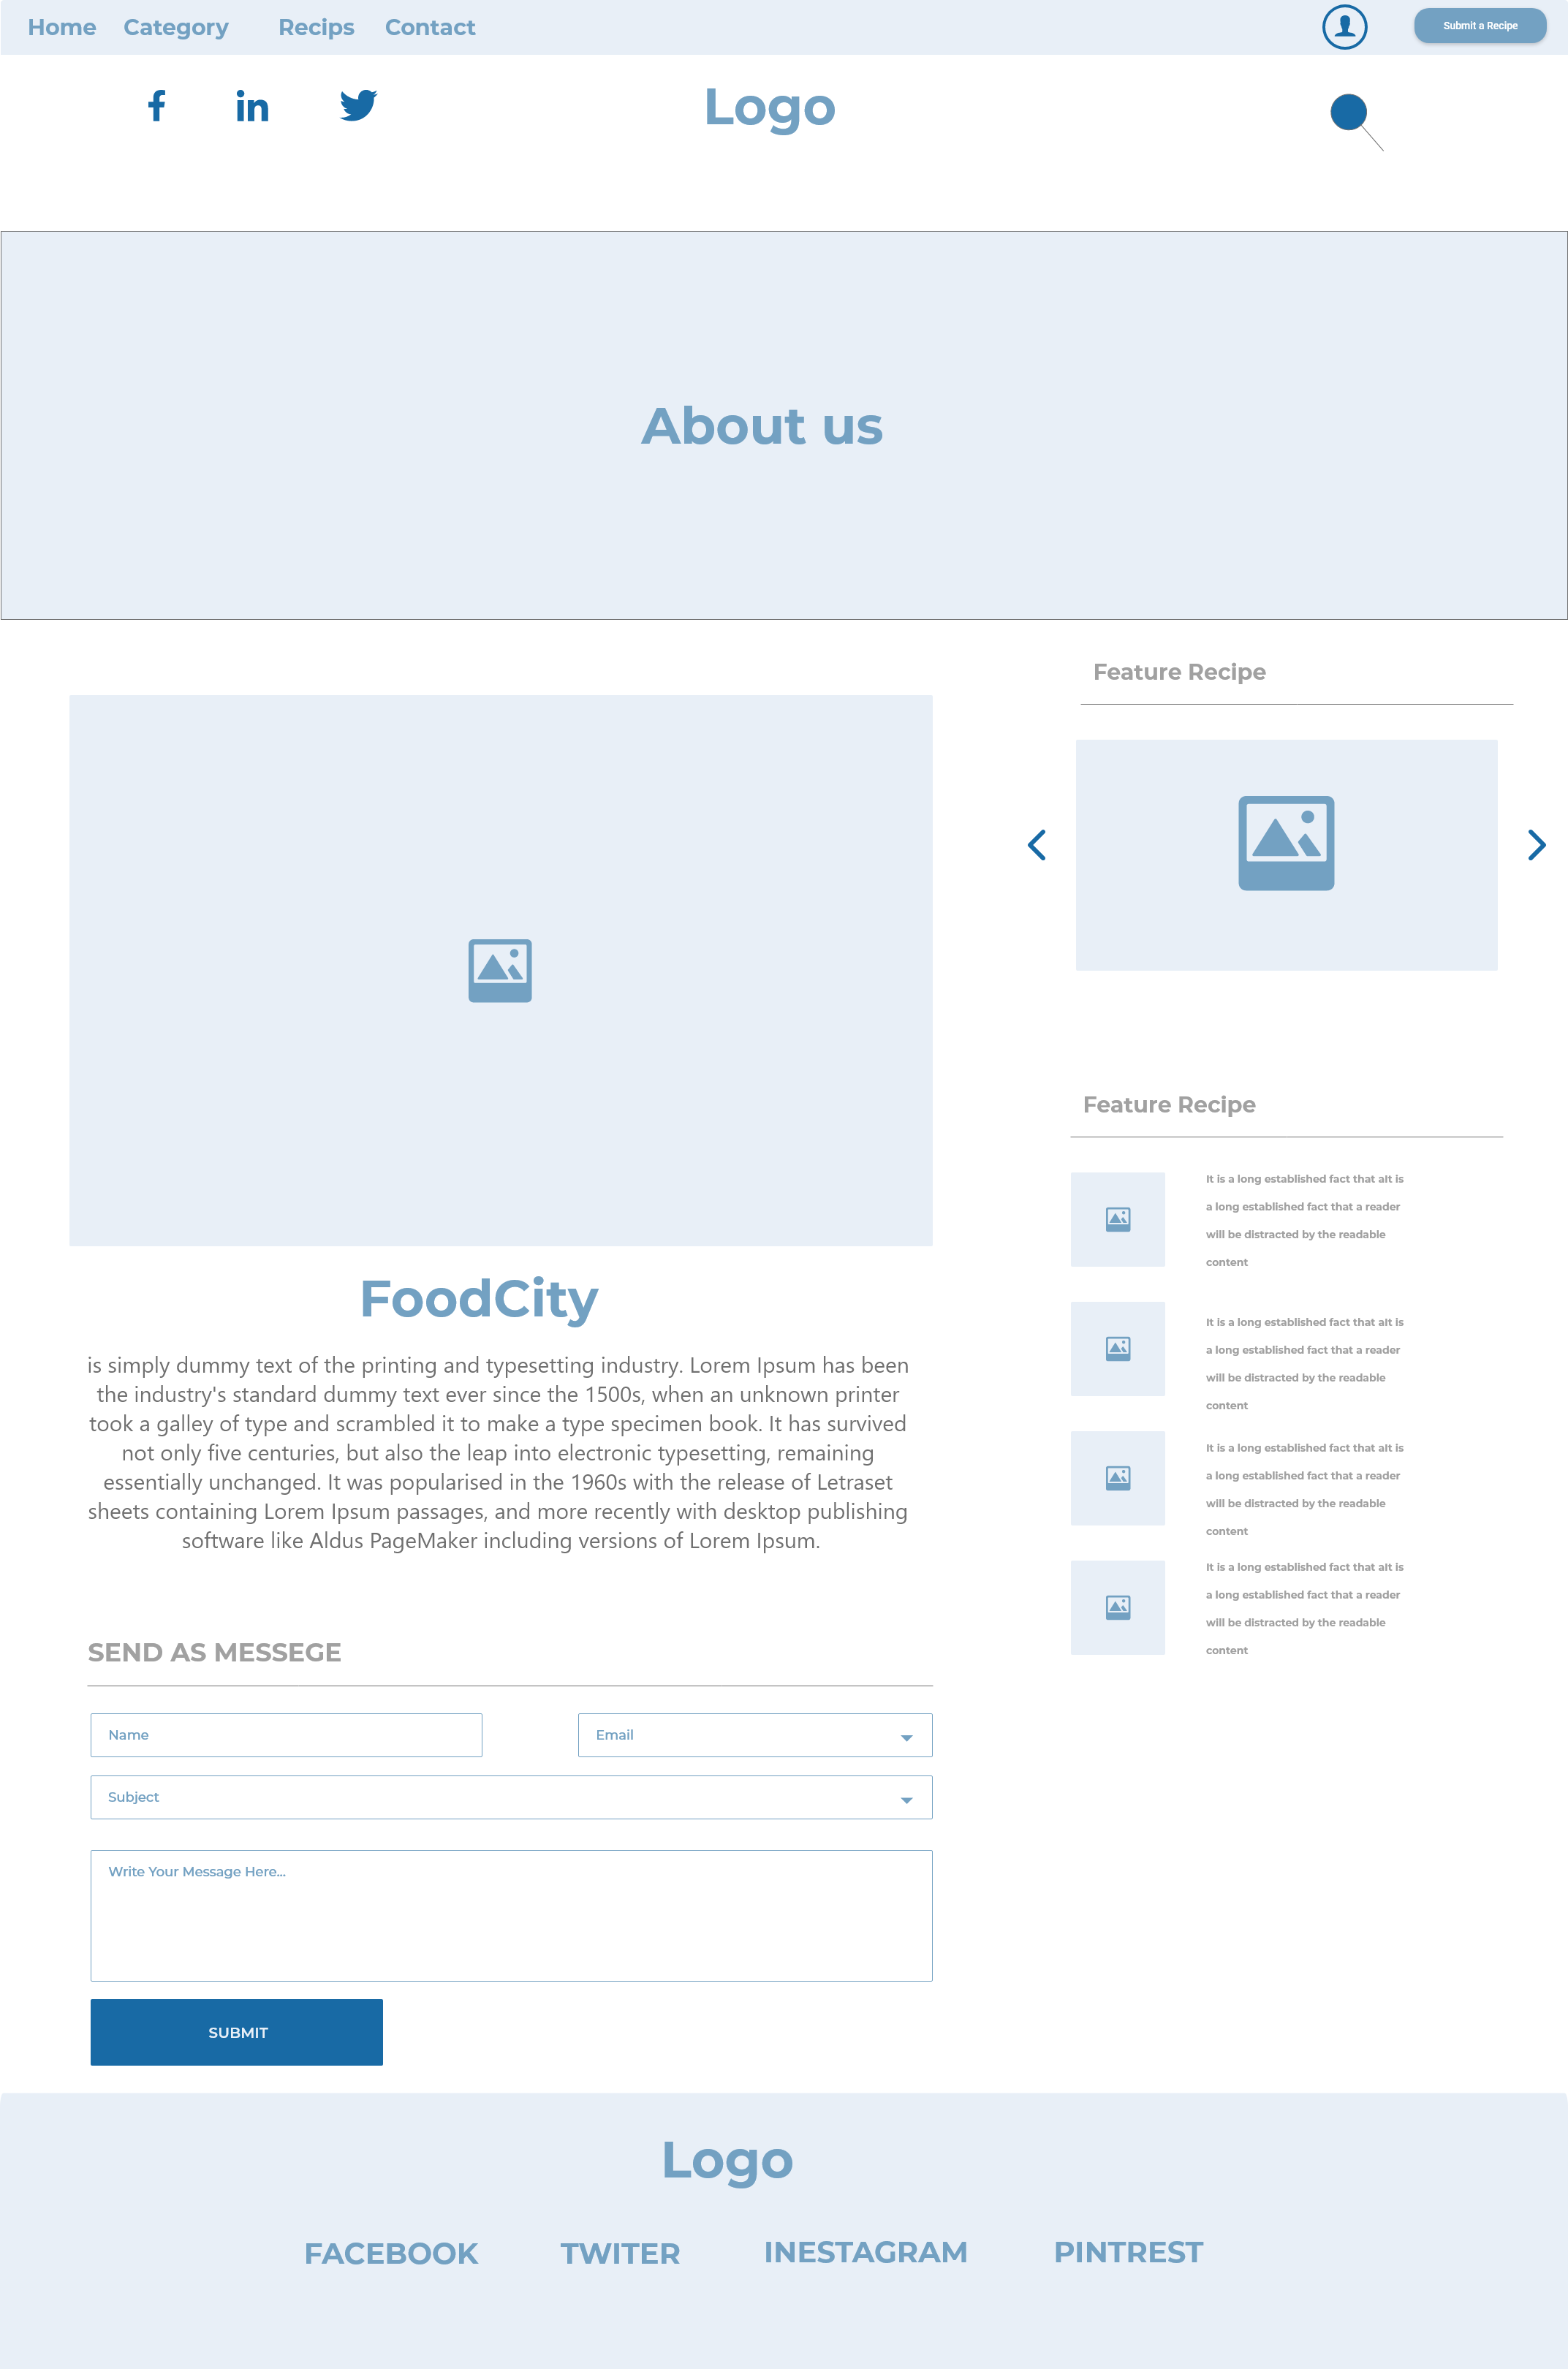 Home Category Recips Contact
Submit a Recipe
Logo
About us
FoodCity
is simply dummy text of the printing and typesetting industry. Lorem Ipsum has been
the industry's standard dummy text ever since the 1500s, when an unknown printer
took a galley of type and scrambled it to make a type specimen book. It has survived
not only five centuries, but also the leap into electronic typesetting, remaining
essentially unchanged. It was popularised in the 1960s with the release of Letraset
sheets containing Lorem Ipsum passages, and more recently with desktop publishing
software like Aldus PageMaker including versions of Lorem Ipsum.
SEND AS MESSEGE
Name
Email
Subject
Write Your Message Here...
SUBMIT
Feature Recipe
Feature Recipe
It is a long established fact that aIt is
a long established fact that a reader
will be distracted by the readable
content
It is a long established fact that aIt is
a long established fact that a reader
will be distracted by the readable
content
It is a long established fact that aIt is
a long established fact that a reader
will be distracted by the readable
content
It is a long established fact that aIt is
a long established fact that a reader
will be distracted by the readable
content
Logo
FACEBOOK TWITER INESTAGRAM PINTREST